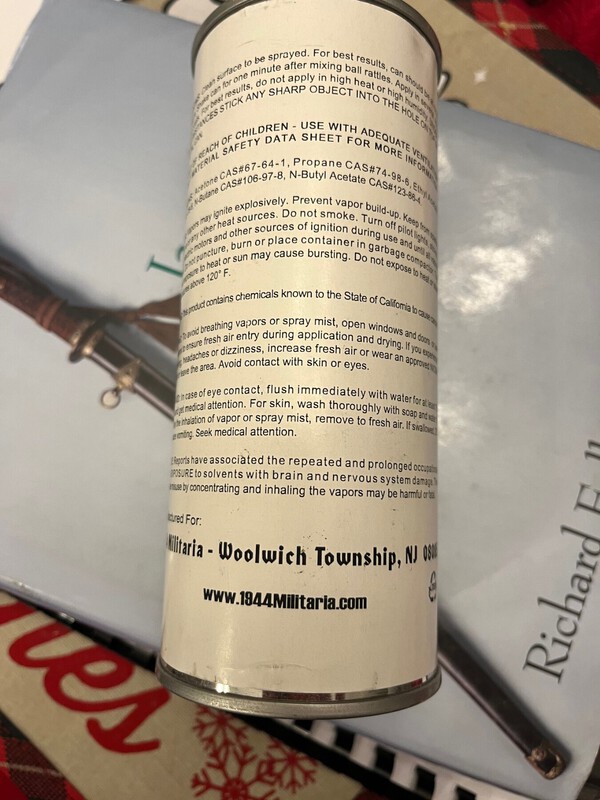 surface to be sprayed. For best results, can should be
can for one minute after mixing ball rattles. Apply in
For best results, do not apply in high heat or high humidity.
STICK ANY SHARP OBJECT INTO THE HOLE ON
REACH OF CHILDREN - USE WITH ADEQUATE
MATERIAL SAFETY DATA SHEET FOR MORE
Acetone CAS#67-64-1, Propane CAS#74-98-6,
N-Butane CAS#106-97-8, N-Butyl Acetate CAS#123-86-4
may ignite explosively. Prevent vapor build-up. Keep
any other heat sources. Do not smoke. Turn off pilot lights,
motors and other sources of ignition during use and until
not puncture, burn or place container in garbage
to heat or sun may cause bursting. Do not expose to
above 120° F.
This product contains chemicals known to the State of California to cause
To avoid breathing vapors or spray mist, open windows and doors
to ensure fresh air entry during application and drying. If you
headaches or dizziness, increase fresh air or wear an approved
leave the area. Avoid contact with skin or eyes.
In case of eye contact, flush immediately with water for at
get medical attention. For skin, wash thoroughly with soap and
inhalation of vapor or spray mist, remove to fresh air. If swallowed,
vomiting. Seek medical attention.
Reports have associated the repeated and prolonged
to solvents with brain and nervous system damage.
by concentrating and inhaling the vapors may be harmful or
For:
Militaria - Woolwich Township, NJ
www.1944Militaria.com
Richard